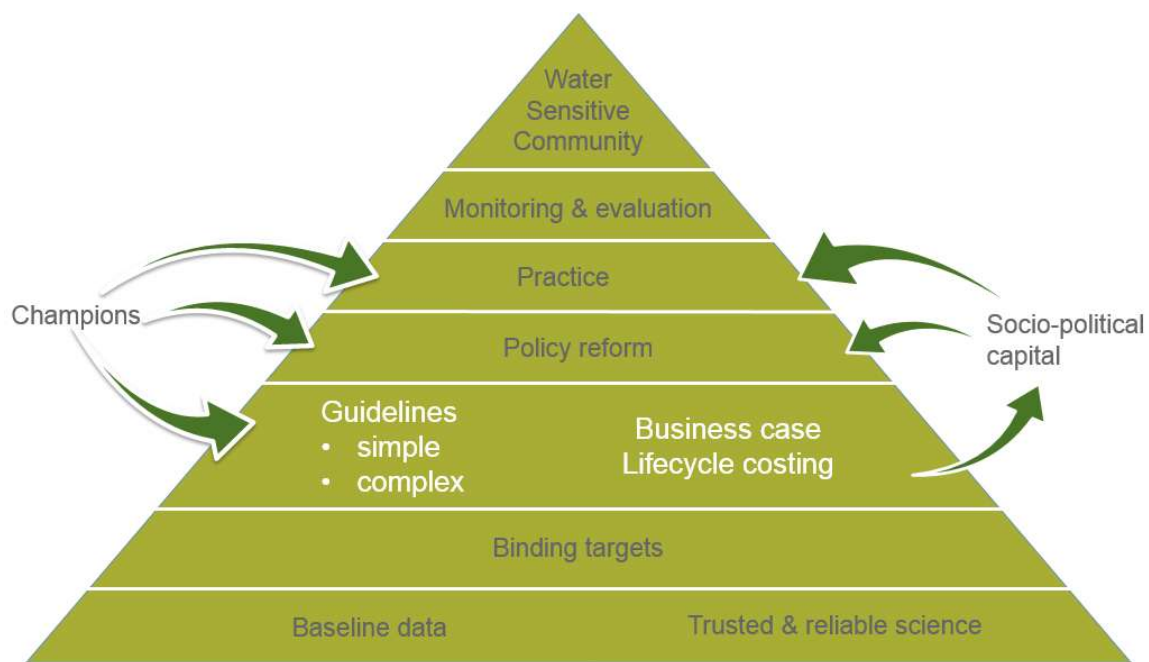 Water
Sensitive
Community
Monitoring & evaluation
Practice
Champions
Socio-political
capital
Policy reform
Guidelines
• simple
• complex
Business case
Lifecycle costing
Binding targets
Baseline data
Trusted & reliable science